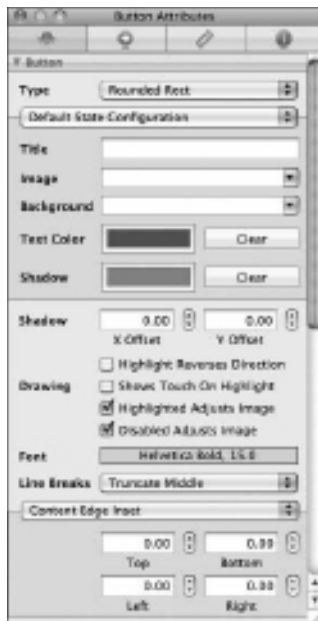 Button Attributes
Button
Type Rounded Rect
Default State Configuration
Title
Image
Background
Text Color Clear
Shadow Clear
Shadow 0.00 0.00
X Offset Y Offset
Highlight Reverses Direction
Drawing Shows Touch On Highlight
Highlighted Adjusts Image
Disabled Adjusts Image
Font Helvetica Bold, 15.0
Line Breaks Truncate Middle
Content Edge Inset
0.00 0.00
Top Bottom
0.00 0.00
Left Right